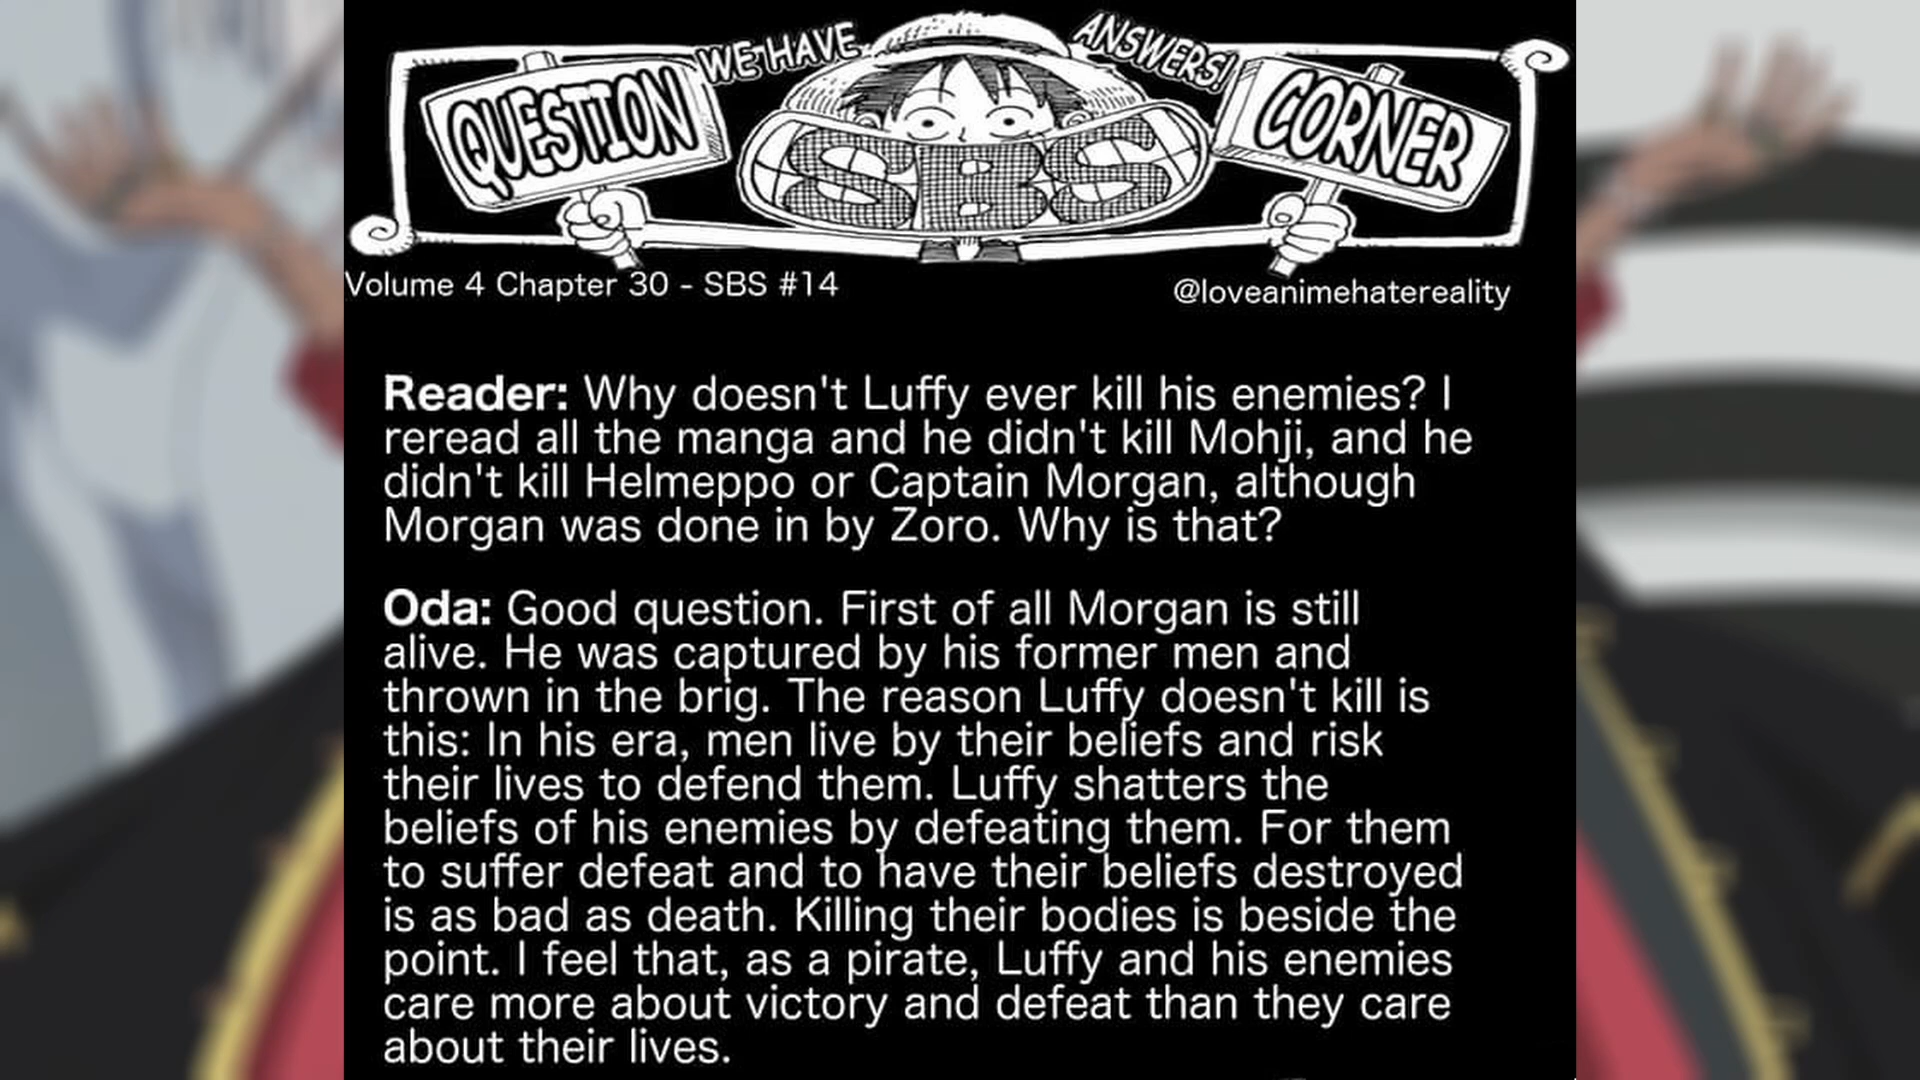 QUESTION WE HAVE ANSWERS! CORNER
SBS
Volume 4 Chapter 30 - SBS #14
@loveanimehatereality
Reader: Why doesn't Luffy ever kill his enemies? I
reread all the manga and he didn't kill Mohji, and he
didn't kill Helmeppo or Captain Morgan, although
Morgan was done in by Zoro. Why is that?
Oda: Good question. First of all Morgan is still
alive. He was captured by his former men and
thrown in the brig. The reason Luffy doesn't kill is
this: In his era, men live by their beliefs and risk
their lives to defend them. Luffy shatters the
beliefs of his enemies by defeating them. For them
to suffer defeat and to have their beliefs destroyed
is as bad as death. Killing their bodies is beside the
point. I feel that, as a pirate, Luffy and his enemies
care more about victory and defeat than they care
about their lives.